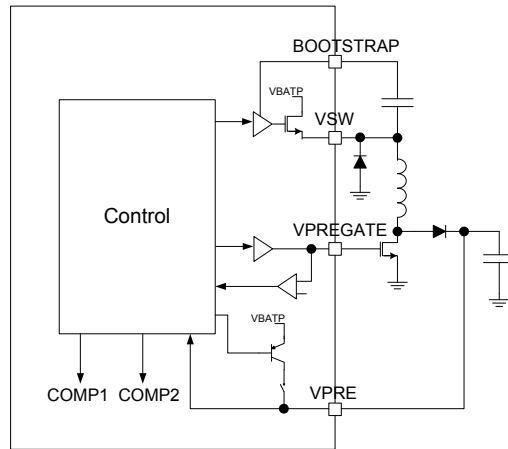 BOOTSTRAP
VBATP
VSW
Control
VPREGATE
VBATP
COMP1 COMP2
VPRE